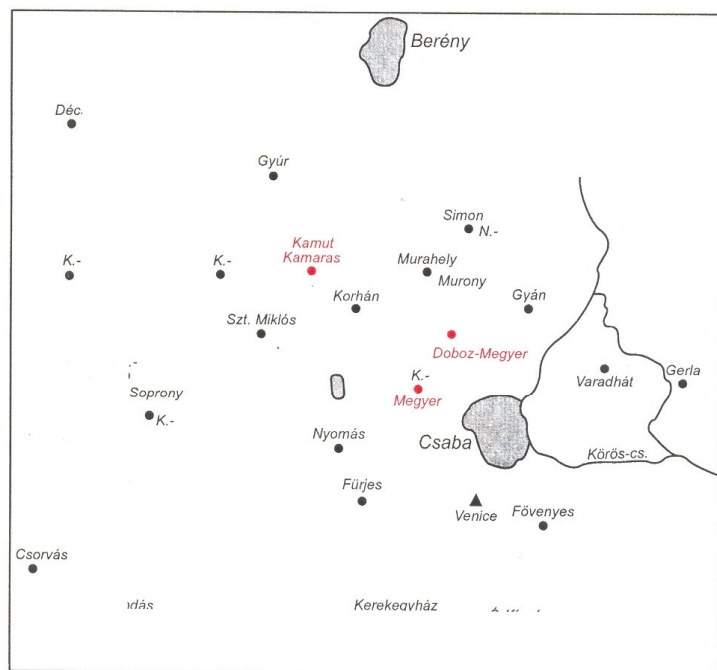 Berény
Déc.
Gyúr
Simon
N.-
Kamut
Kamaras
K.-
K.-
Murahely
Murony
Korhán
Gyán
Szt. Miklós
Doboz-Megyer
K.-
Megyer
Varadhát
Gerla
Soprony
K.-
Nyomás
Csaba
Körös-cs.
Fürjes
Venice
Fövenyes
Csorvás
Kerekegyház